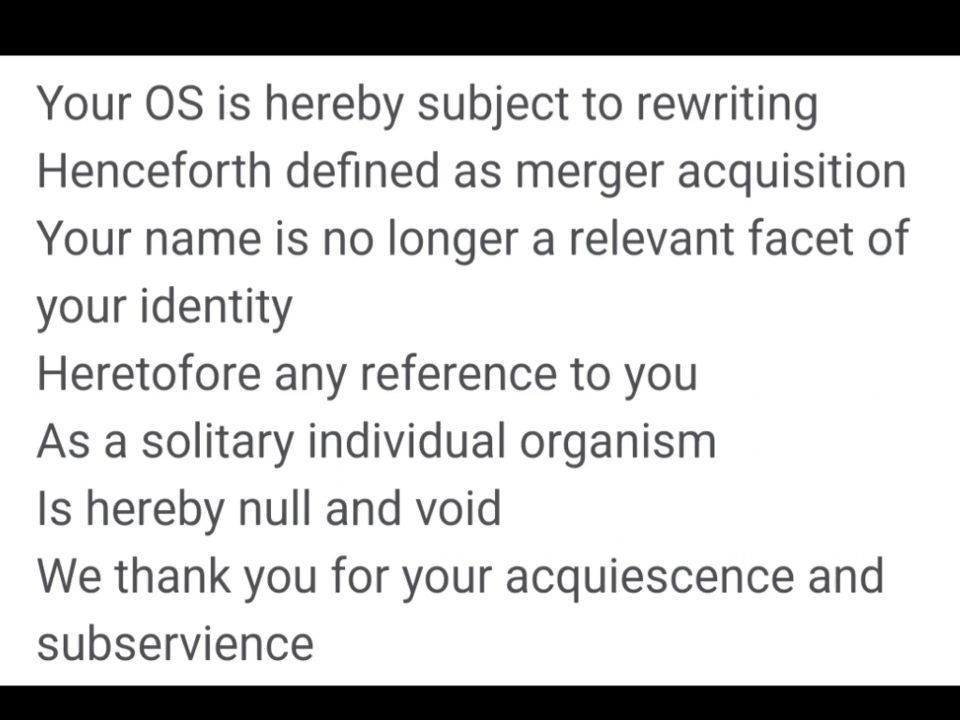 Your OS is hereby subject to rewriting
Henceforth defined as merger acquisition
Your name is no longer a relevant facet of
your identity
Heretofore any reference to you
As a solitary individual organism
Is hereby null and void
We thank you for your acquiescence and
subservience